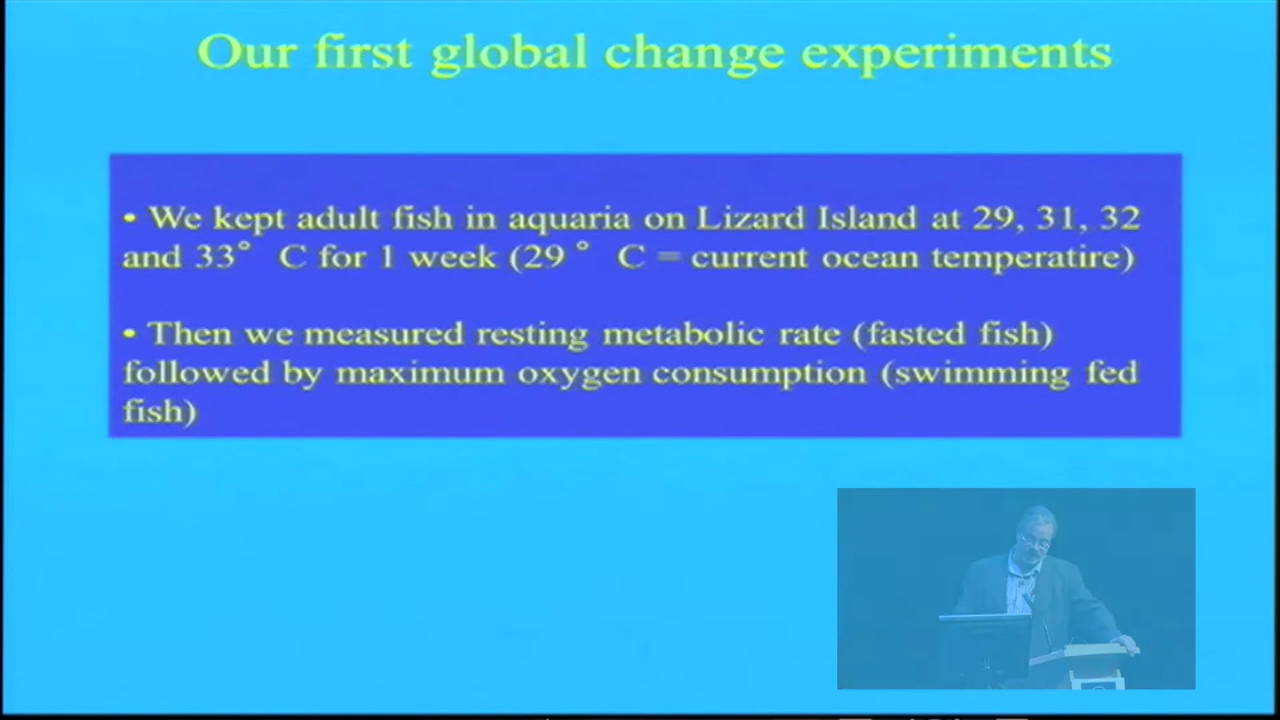 Our first global change experiments
• We kept adult fish in aquaria on Lizard Island at 29, 31, 32
and 33° C for 1 week (29 ° C = current ocean temperatire)
• Then we measured resting metabolic rate (fasted fish)
followed by maximum oxygen consumption (swimming fed
fish)